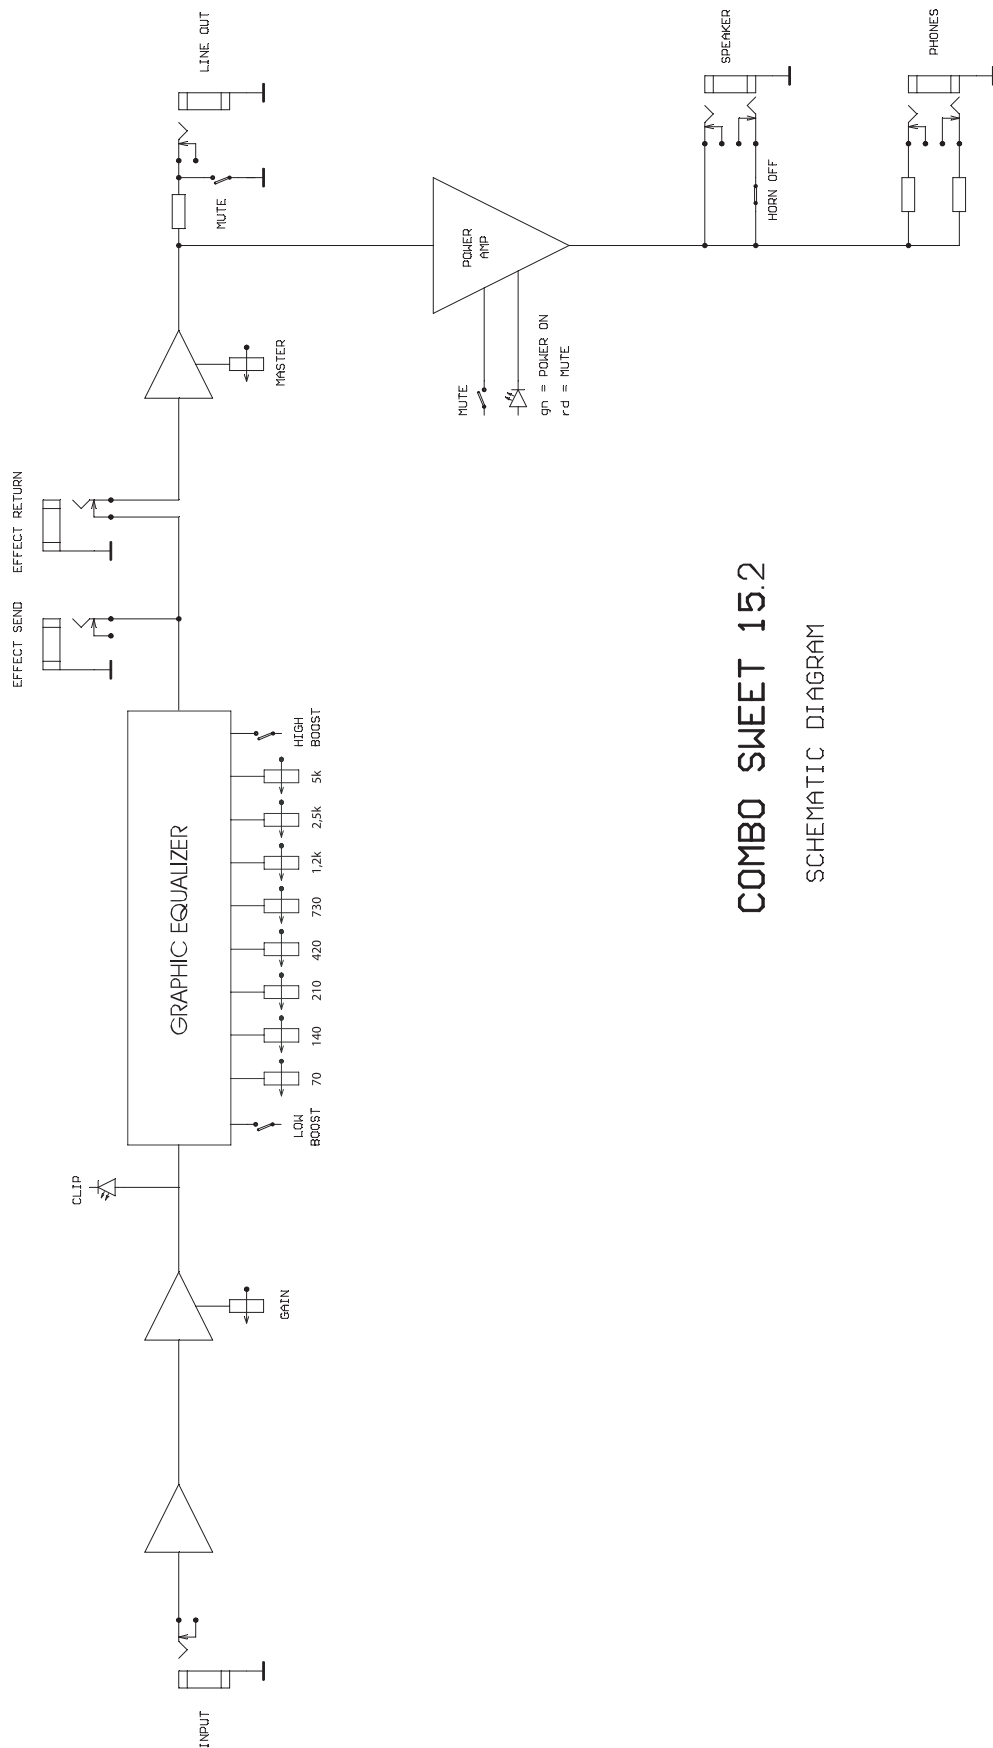 INPUT
GAIN
CLIP
GRAPHIC EQUALIZER
LOW
BOOST
70
140
210
420
730
1,2k
2,5k
5k
HIGH
BOOST
EFFECT SEND
EFFECT RETURN
MASTER
MUTE
LINE OUT
POWER
AMP
MUTE
gn = POWER ON
rd = MUTE
HORN OFF
SPEAKER
PHONES
COMBO SWEET 15.2
SCHEMATIC DIAGRAM